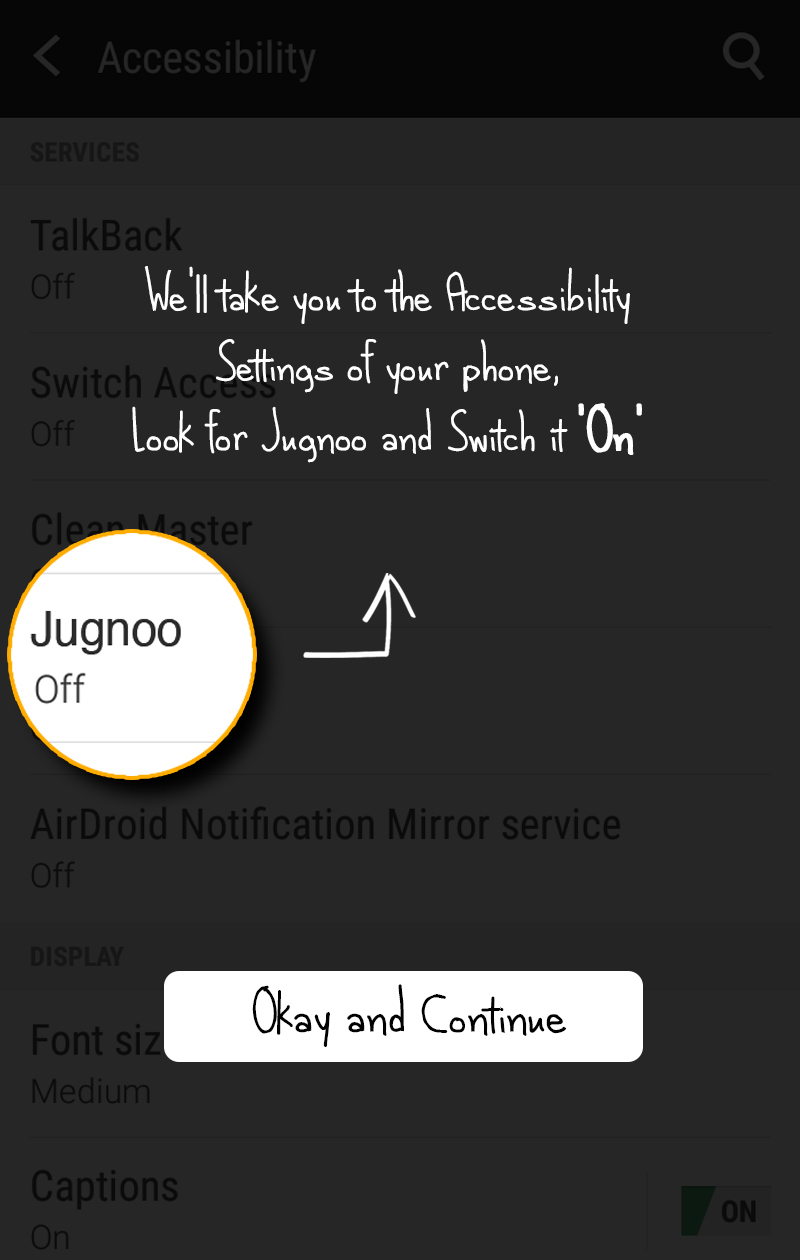 Accessibility
SERVICES
TalkBack
Off
We'll take you to the Accessibility
Settings of your phone,
Look for Jugnoo and Switch it 'On'
Switch Access
Off
Clean Master
Jugnoo
Off
AirDroid Notification Mirror service
Off
DISPLAY
Okay and Continue
Font siz
Medium
Captions
On
ON